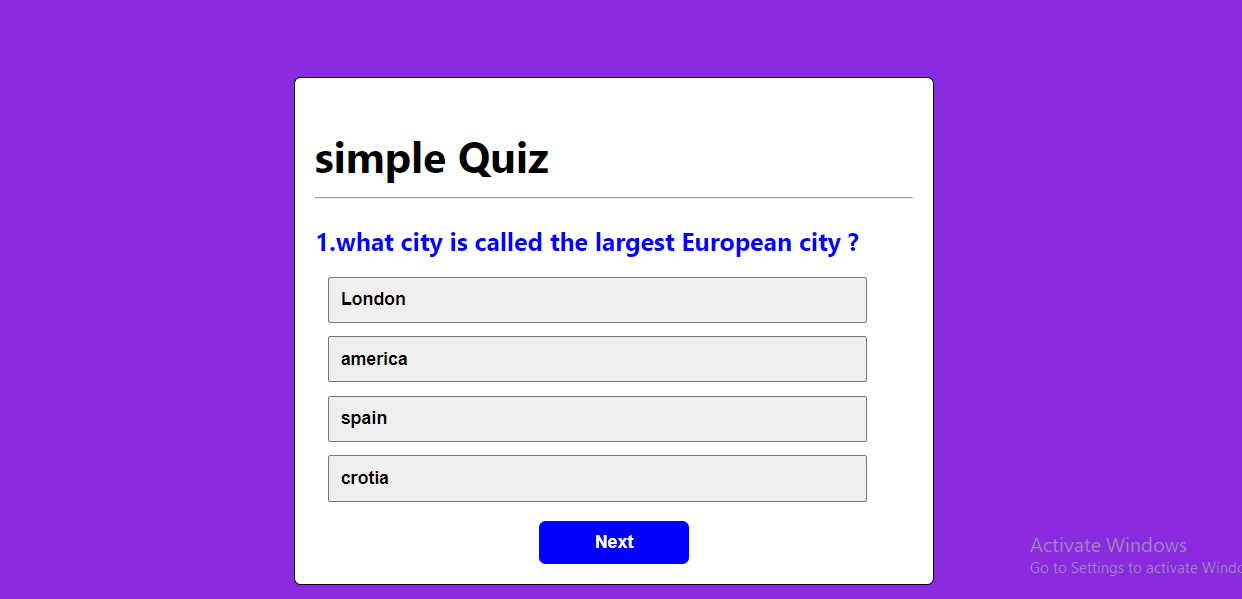 simple Quiz
1.what city is called the largest European city ?
London
america
spain
crotia
Next
Activate Windows
Go to Settings to activate Windo